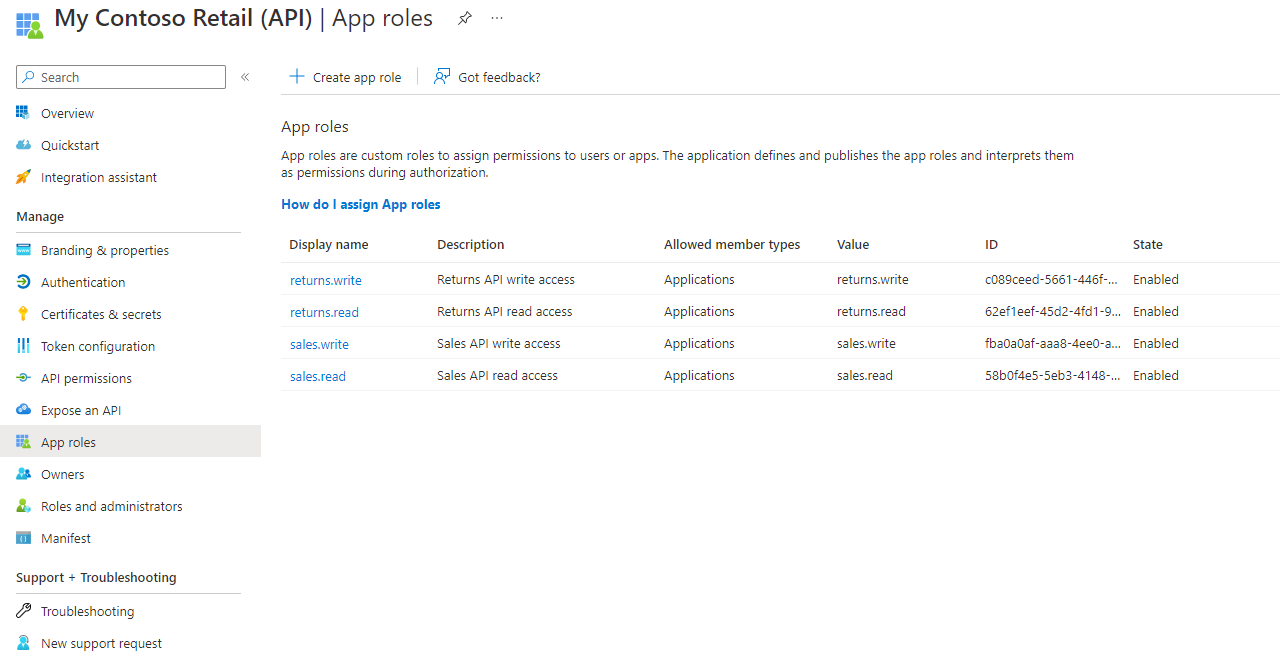 My Contoso Retail (API) | App roles
Search
Overview
Quickstart
Integration assistant
Manage
Branding & properties
Authentication
Certificates & secrets
Token configuration
API permissions
Expose an API
App roles
Owners
Roles and administrators
Manifest
Support + Troubleshooting
Troubleshooting
New support request
Create app role
Got feedback?
App roles
App roles are custom roles to assign permissions to users or apps. The application defines and publishes the app roles and interprets them
as permissions during authorization.
How do I assign App roles
Display name Description Allowed member types Value ID State
returns.write Returns API write access Applications returns.write c089ceed-5661-446f-... Enabled
returns.read Returns API read access Applications returns.read 62ef1eef-45d2-4fd1-9... Enabled
sales.write Sales API write access Applications sales.write fba0a0af-aaa8-4ee0-a... Enabled
sales.read Sales API read access Applications sales.read 58b0f4e5-5eb3-4148-... Enabled